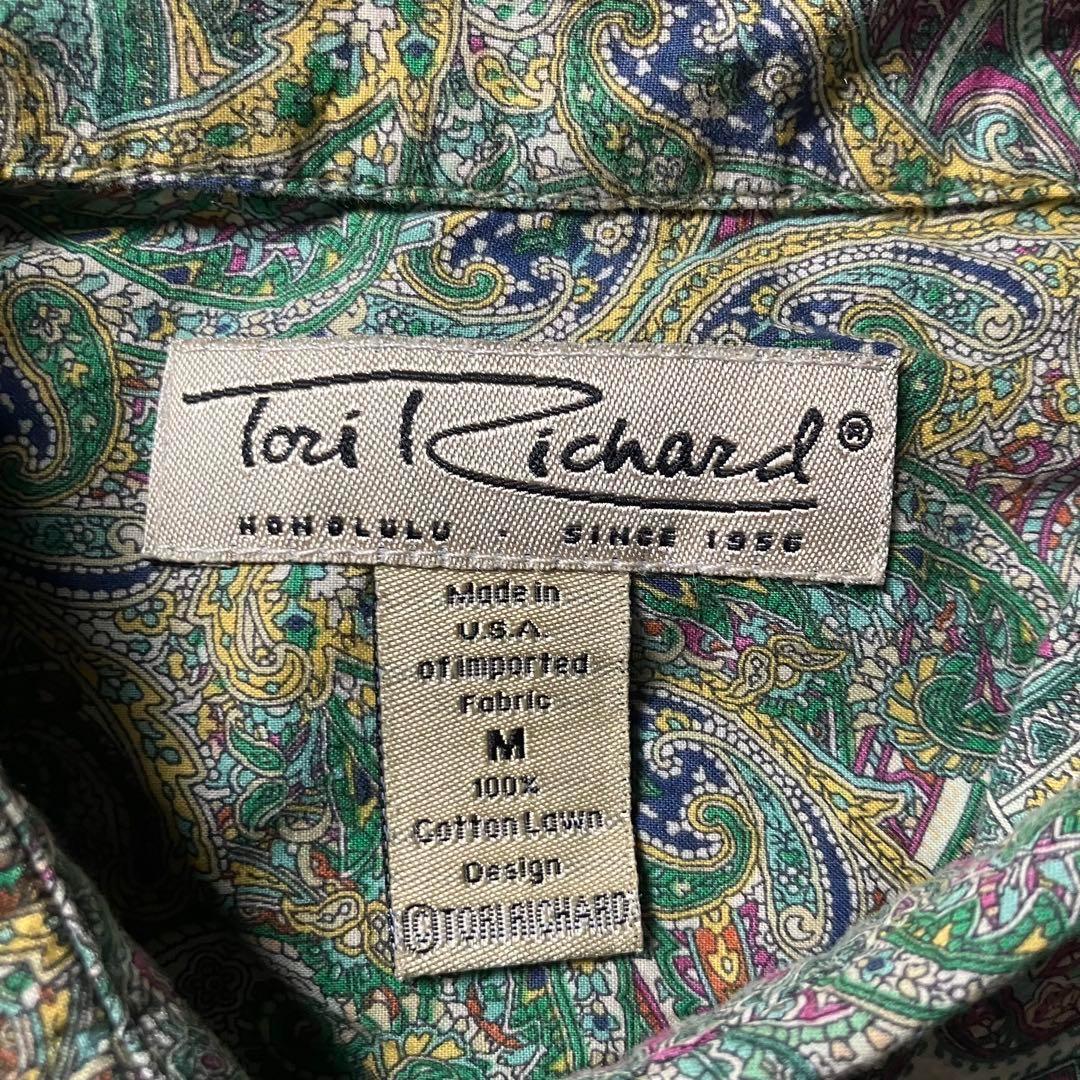 Tori Richard®
HONOLULU · SINCE 1956
Made in
U.S.A.
of imported
Fabric
M
100%
Cotton Lawn
Design
©TORI RICHARD